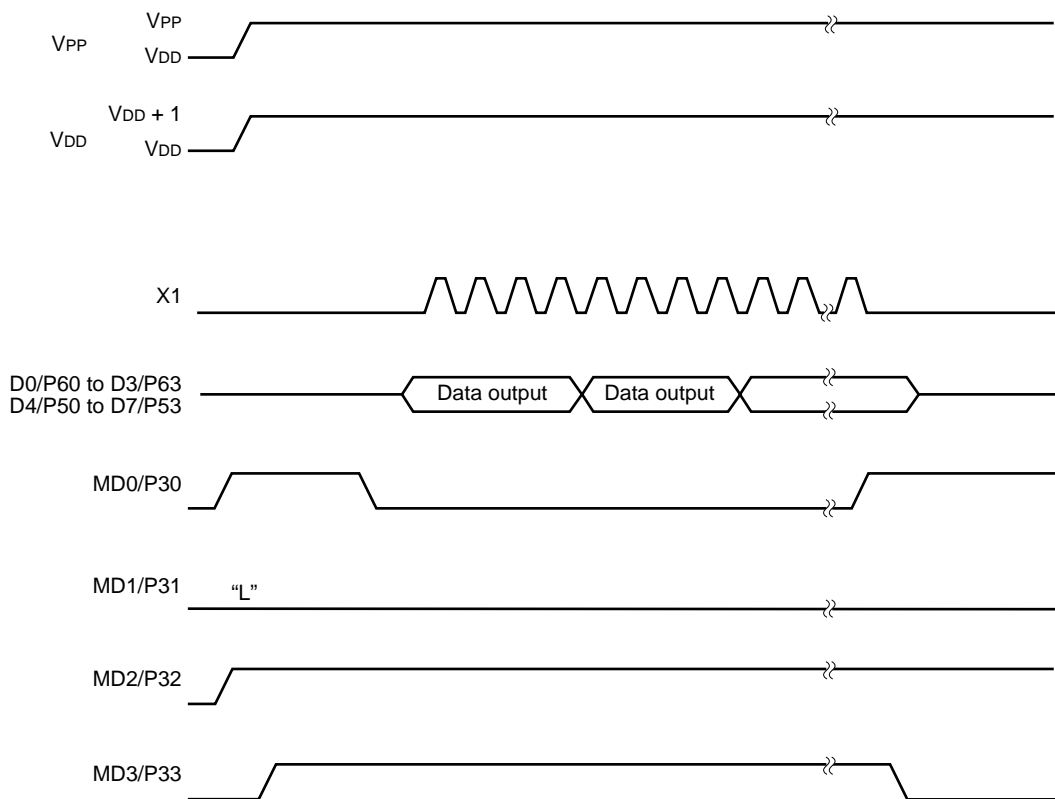 VPP
VPP
VDD
VDD + 1
VDD
VDD
X1
D0/P60 to D3/P63
D4/P50 to D7/P53
Data output Data output
MD0/P30
MD1/P31 “L”
MD2/P32
MD3/P33